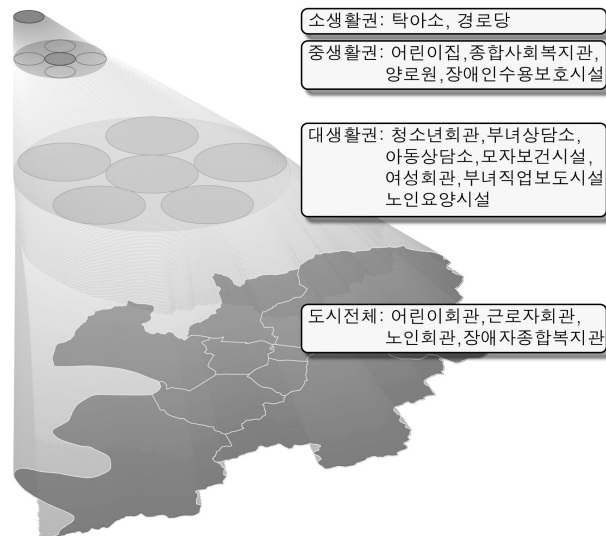 소생활권: 탁아소, 경로당
중생활권: 어린이집,종합사회복지관,
양로원,장애인수용보호시설
대생활권: 청소년회관,부녀상담소,
아동상담소,모자보건시설,
여성회관,부녀직업보도시설
노인요양시설
도시전체: 어린이회관,근로자회관,
노인회관,장애자종합복지관